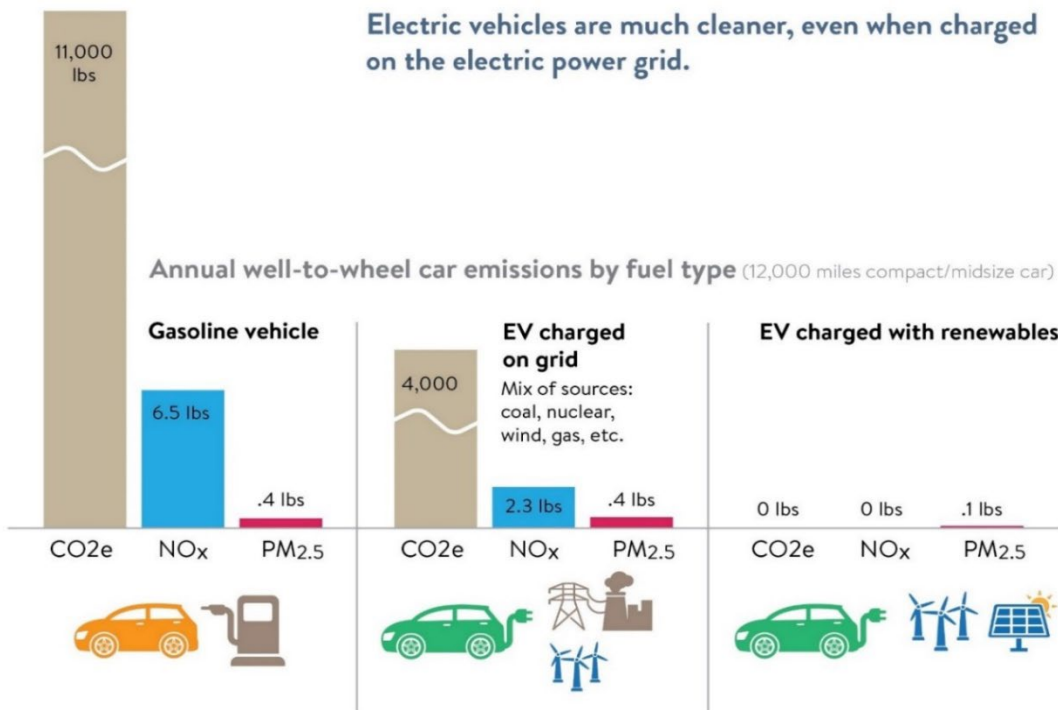 Electric vehicles are much cleaner, even when charged
on the electric power grid.
11,000
lbs
Annual well-to-wheel car emissions by fuel type (12,000 miles compact/midsize car)
Gasoline vehicle
6.5 lbs
.4 lbs
CO2e
NOx
PM2.5
EV charged
on grid
Mix of sources:
coal, nuclear,
wind, gas, etc.
4,000
2.3 lbs
.4 lbs
CO2e
NOx
PM2.5
EV charged with renewables
0 lbs
0 lbs
.1 lbs
CO2e
NOx
PM2.5